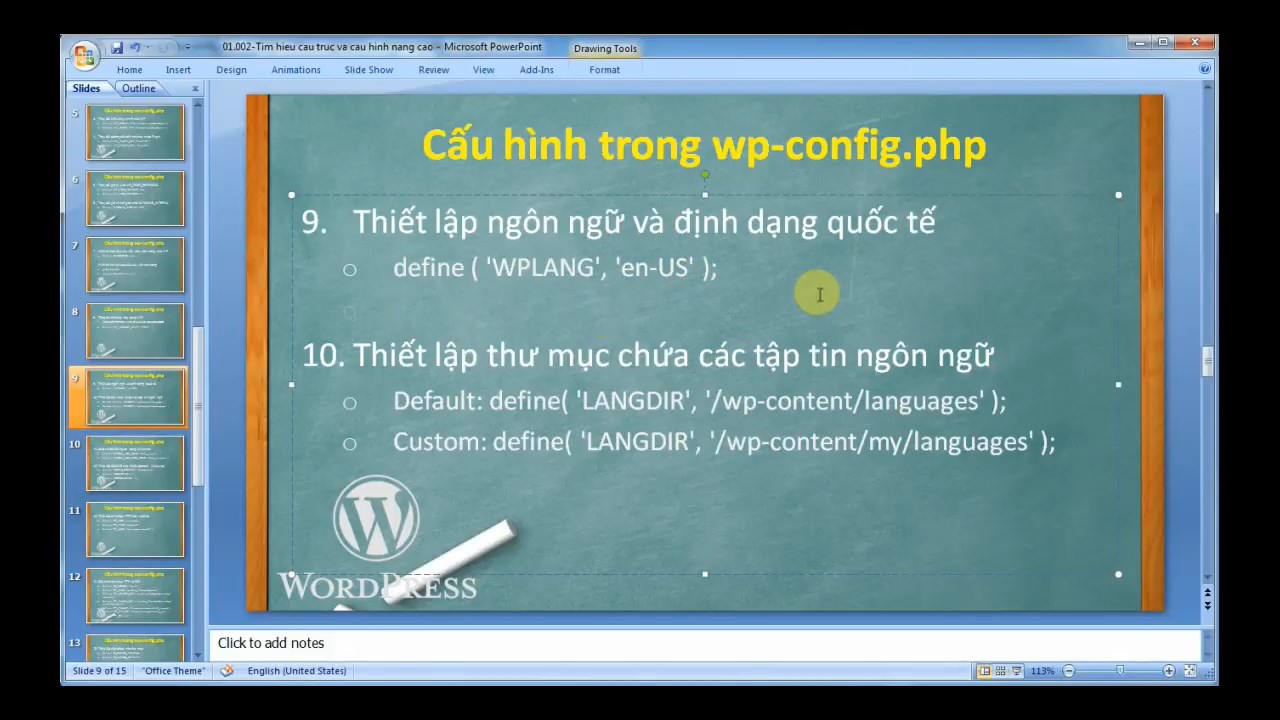 01.002-Tim hieu cau truc va cau hinh nang cao - Microsoft PowerPoint
Drawing Tools
Home Insert Design Animations Slide Show Review View Add-Ins Format
Slides Outline
5
6
7
8
9
10
11
12
13
Cấu hình trong wp-config.php
9. Thiết lập ngôn ngữ và định dạng quốc tế
define ( 'WPLANG', 'en-US' );
10. Thiết lập thư mục chứa các tập tin ngôn ngữ
Default: define( 'LANGDIR', '/wp-content/languages' );
Custom: define( 'LANGDIR', '/wp-content/my/languages' );
WORDPRESS
Click to add notes
Slide 9 of 15 "Office Theme" English (United States) 113%